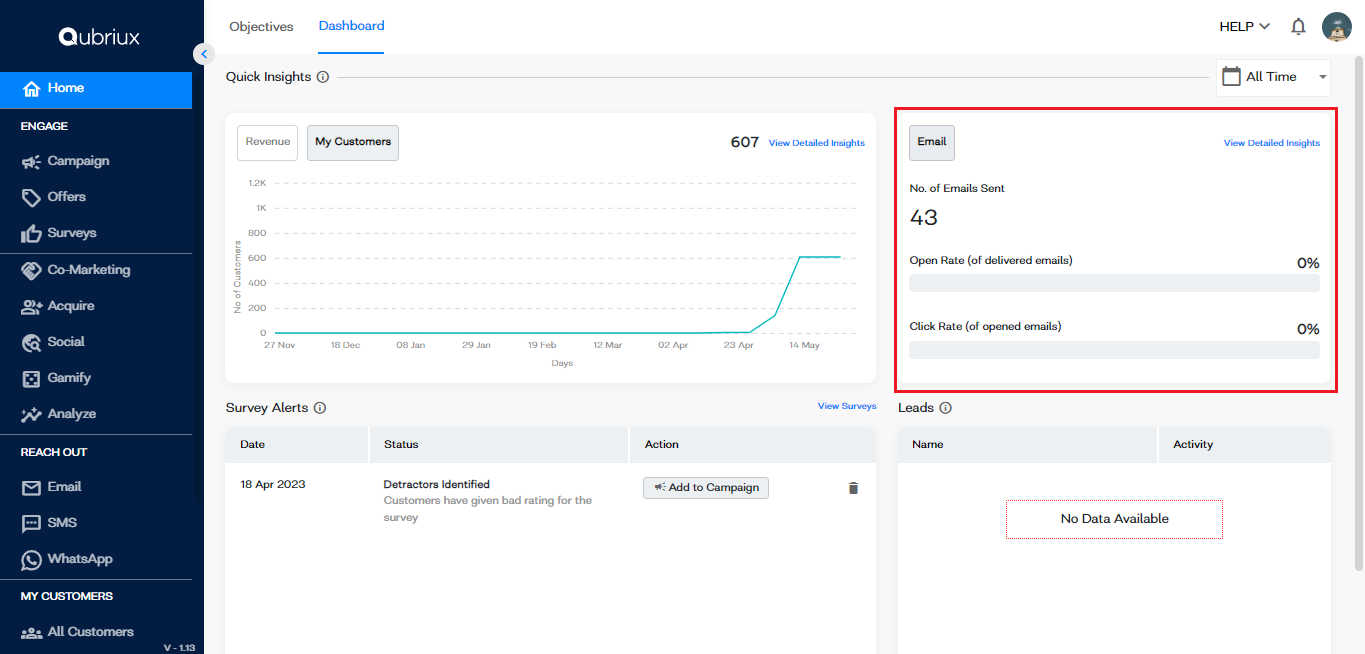 Qubriux
Home
ENGAGE
Campaign
Offers
Surveys
Co-Marketing
Acquire
Social
Gamify
Analyze
REACH OUT
Email
SMS
WhatsApp
MY CUSTOMERS
All Customers
V - 1.13
Objectives
Dashboard
HELP
Quick Insights
All Time
Revenue
My Customers
607
View Detailed Insights
No of Customers
1.2K
1K
800
600
400
200
0
27 Nov 18 Dec 08 Jan 29 Jan 19 Feb 12 Mar 02 Apr 23 Apr 14 May
Days
Email
View Detailed Insights
No. of Emails Sent
43
Open Rate (of delivered emails) 0%
Click Rate (of opened emails) 0%
Survey Alerts
View Surveys
Date Status Action
18 Apr 2023 Detractors Identified Add to Campaign
Customers have given bad rating for the
survey
Leads
Name Activity
No Data Available